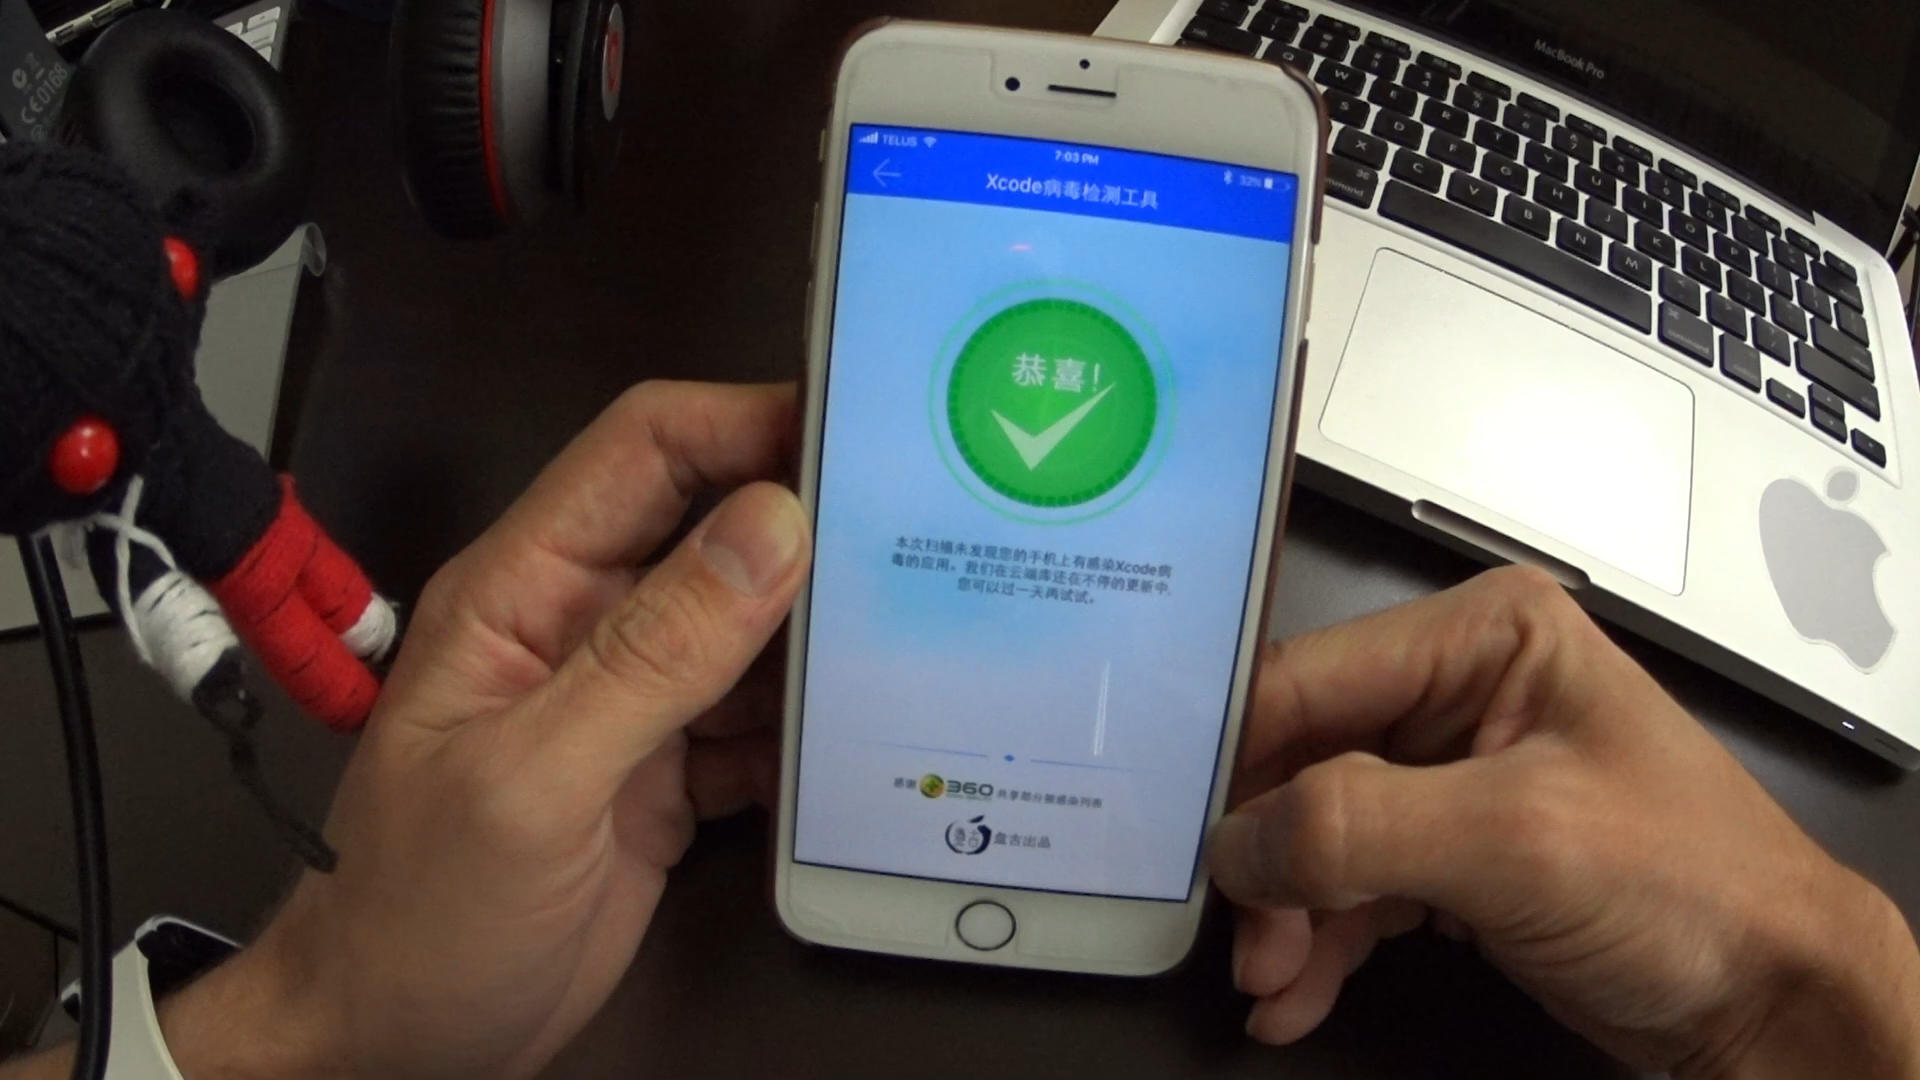 TELUS
7:03 PM
32%
Xcode病毒检测工具
恭喜!
本次扫描未发现您的手机上有感染Xcode病
毒的应用。我们在云端库还在不停的更新中,
您可以过一天再试试。
感谢 360 共享部分被感染列表
盘古出品
MacBook Pro
CE0168
Q
W
E
R
T
Y
U
S
D
F
G
H
J
K
L
X
C
V
B
N
M
command
command